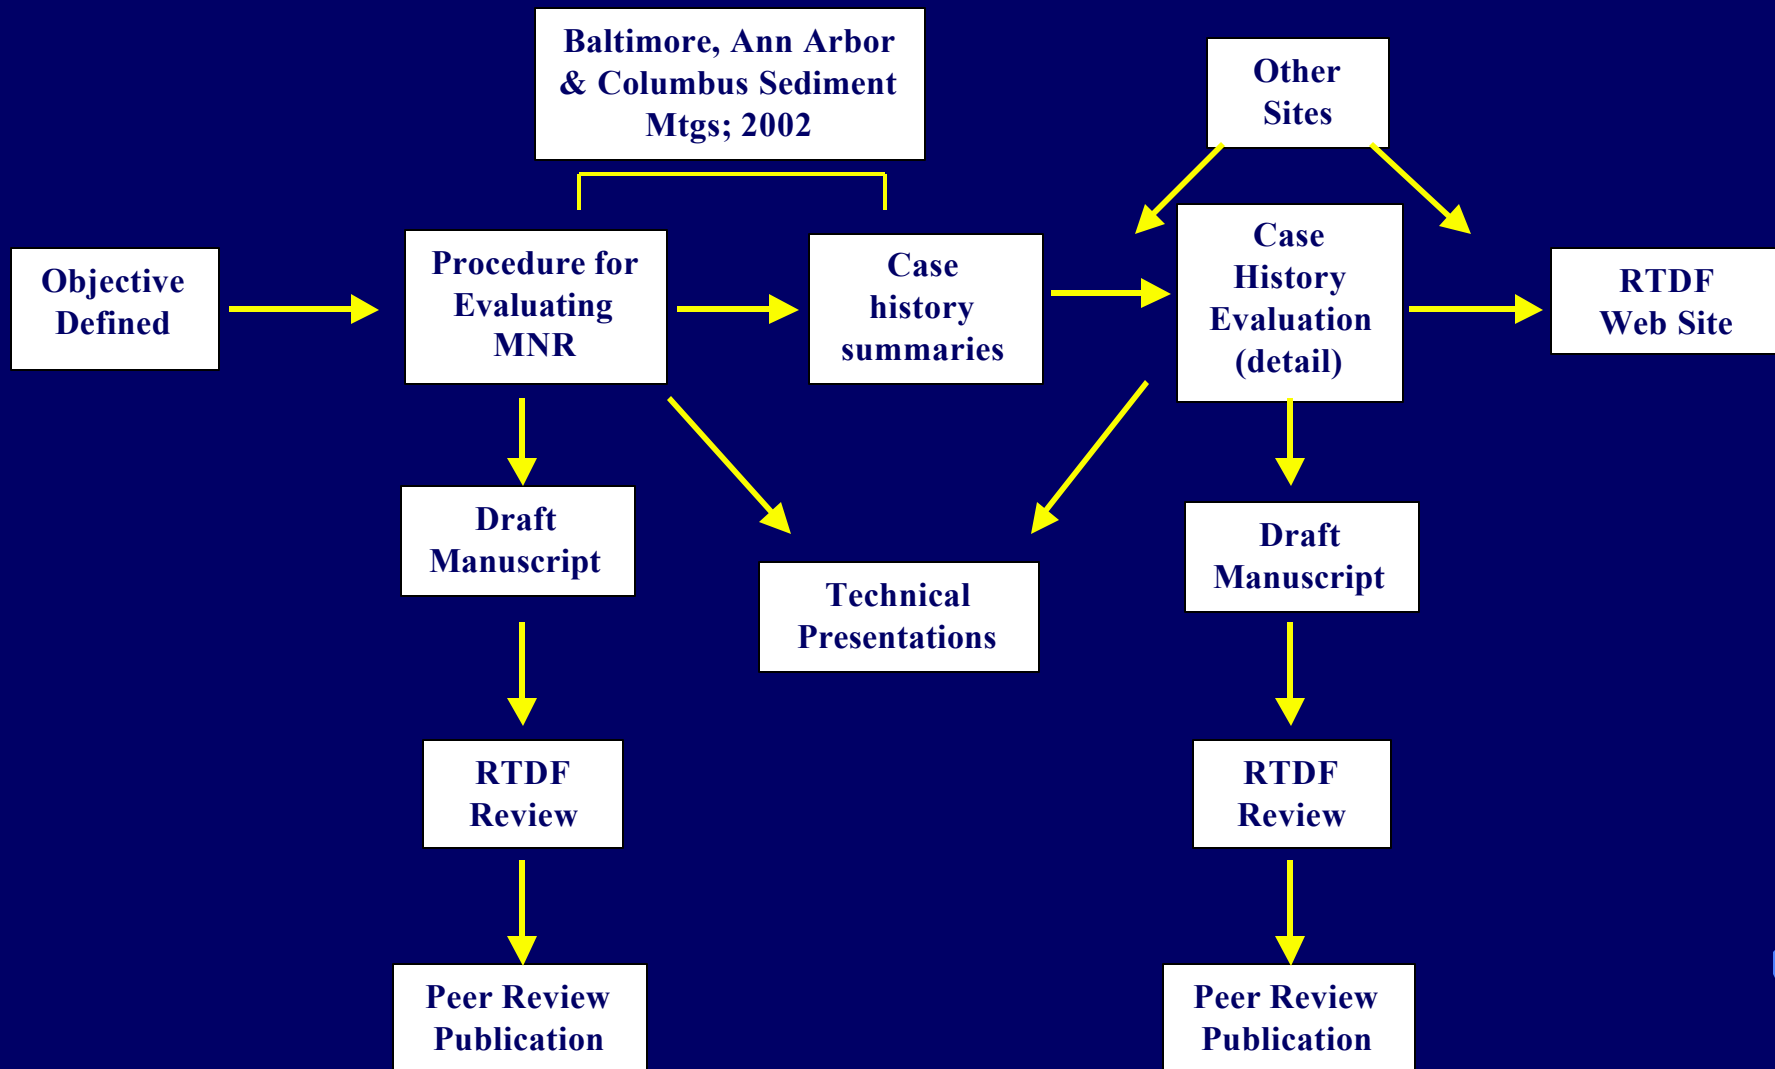 Baltimore, Ann Arbor
& Columbus Sediment
Mtgs; 2002
Other
Sites
Objective
Defined
Procedure for
Evaluating
MNR
Case
history
summaries
Case
History
Evaluation
(detail)
RTDF
Web Site
Draft
Manuscript
Technical
Presentations
Draft
Manuscript
RTDF
Review
RTDF
Review
Peer Review
Publication
Peer Review
Publication